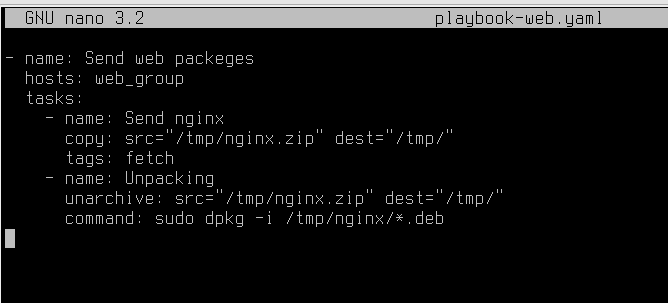 GNU nano 3.2 playbook-web.yaml
- name: Send web packeges
  hosts: web_group
  tasks:
    - name: Send nginx
      copy: src="/tmp/nginx.zip" dest="/tmp/"
      tags: fetch
    - name: Unpacking
      unarchive: src="/tmp/nginx.zip" dest="/tmp/"
      command: sudo dpkg -i /tmp/nginx/*.deb